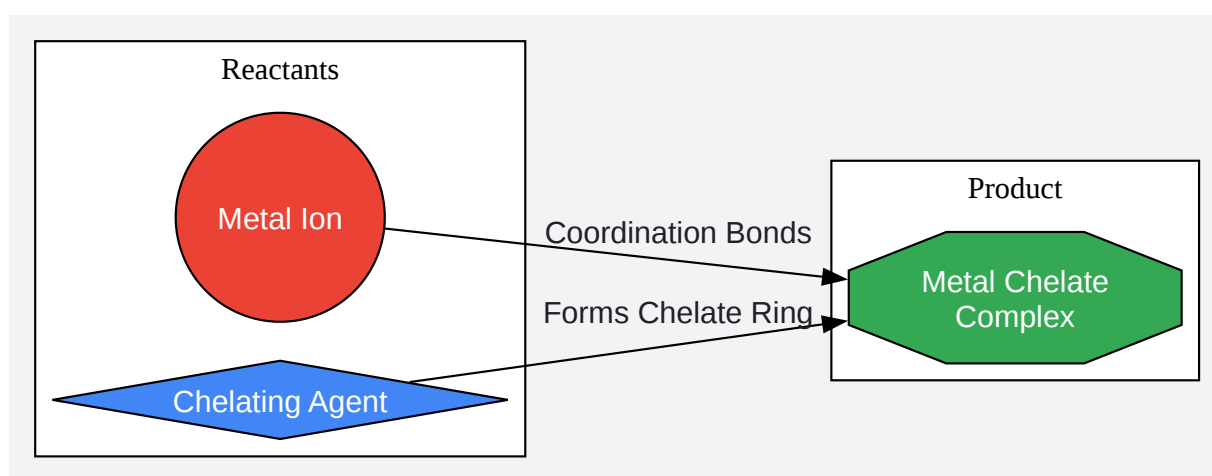 Reactants
Metal Ion
Chelating Agent
Coordination Bonds
Forms Chelate Ring
Product
Metal Chelate
Complex